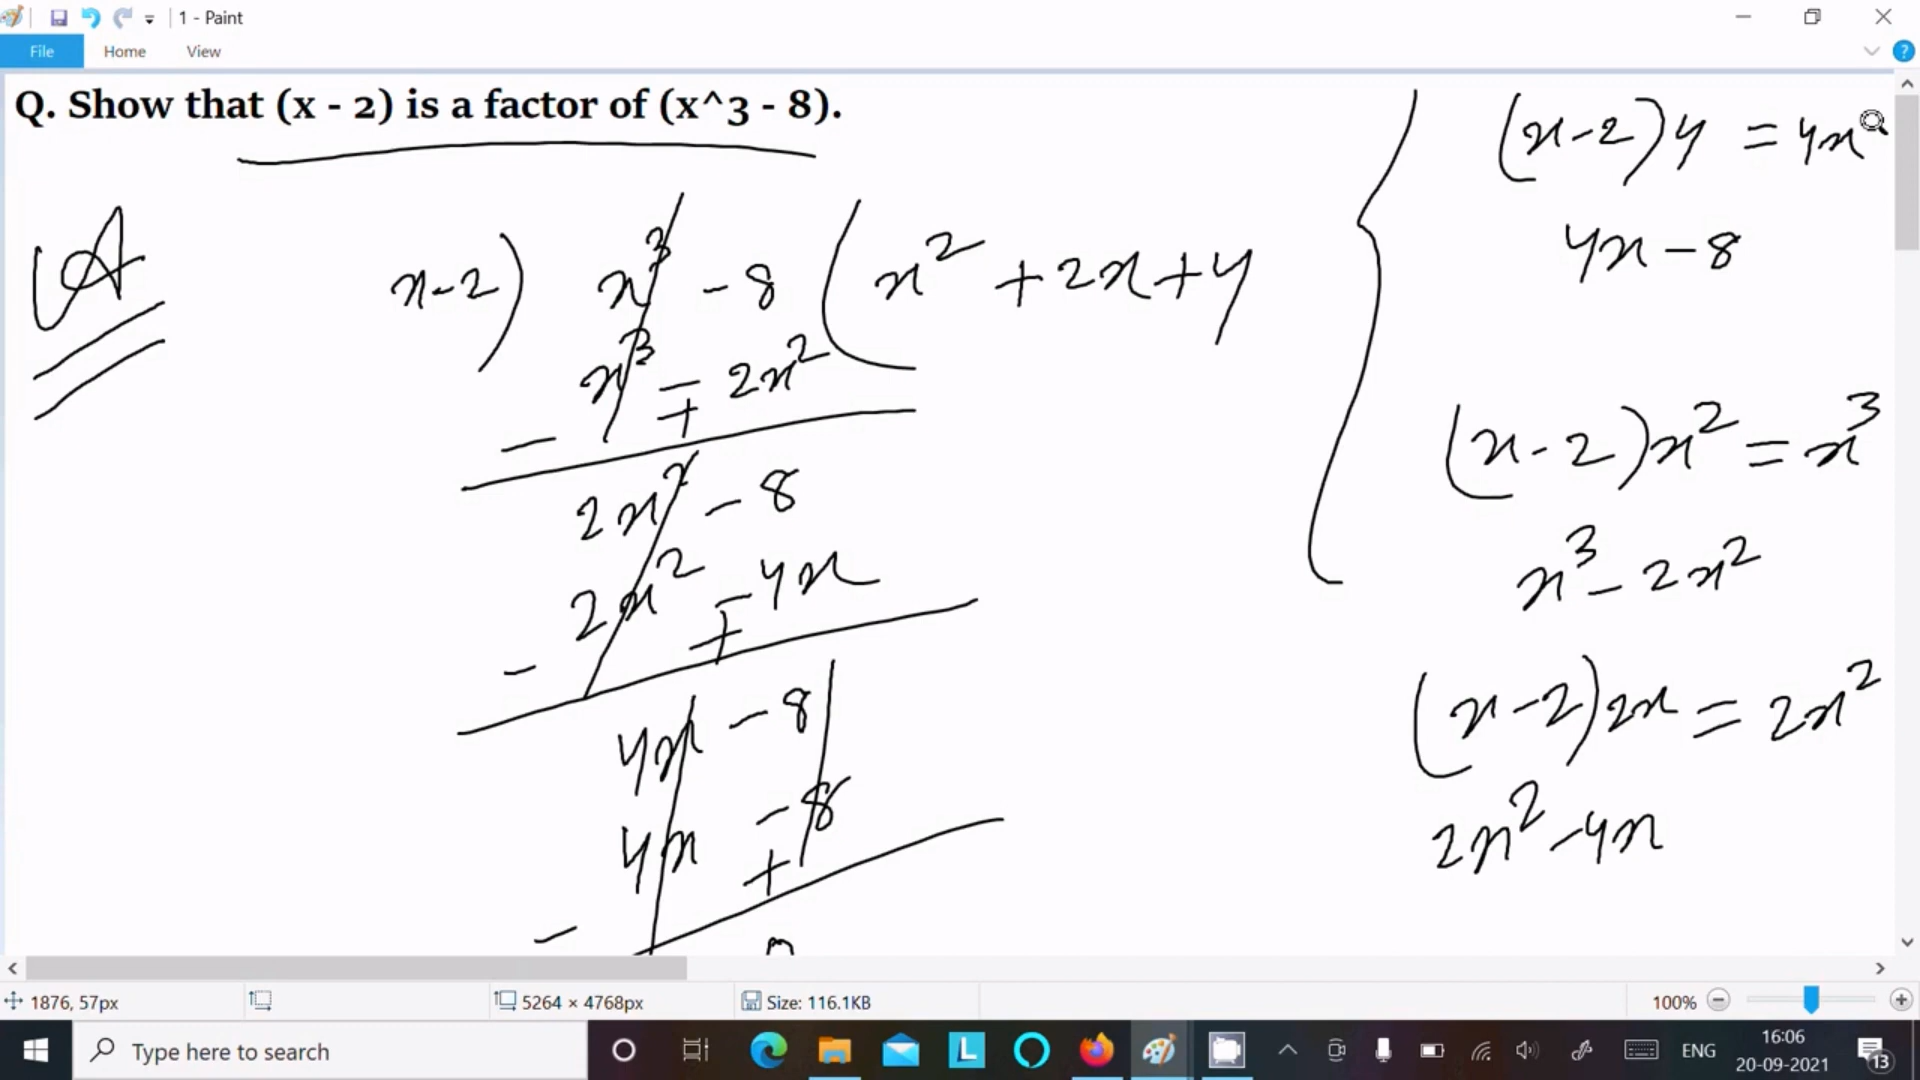 1 - Paint
File Home View
Q. Show that (x - 2) is a factor of (x^3 - 8).
A
x-2) x³ - 8 ( x² + 2x + 4
x³ - 2x²
- +
2x² - 8
2x² - 4x
- +
4x - 8
4x - 8
- +
(x-2)4 = 4x
4x - 8
(x-2)x² = x³
x³ - 2x²
(x-2)2x = 2x²
2x² - 4x
1876, 57px 5264 × 4768px Size: 116.1KB 100%
Type here to search
L
ENG
16:06
20-09-2021
13